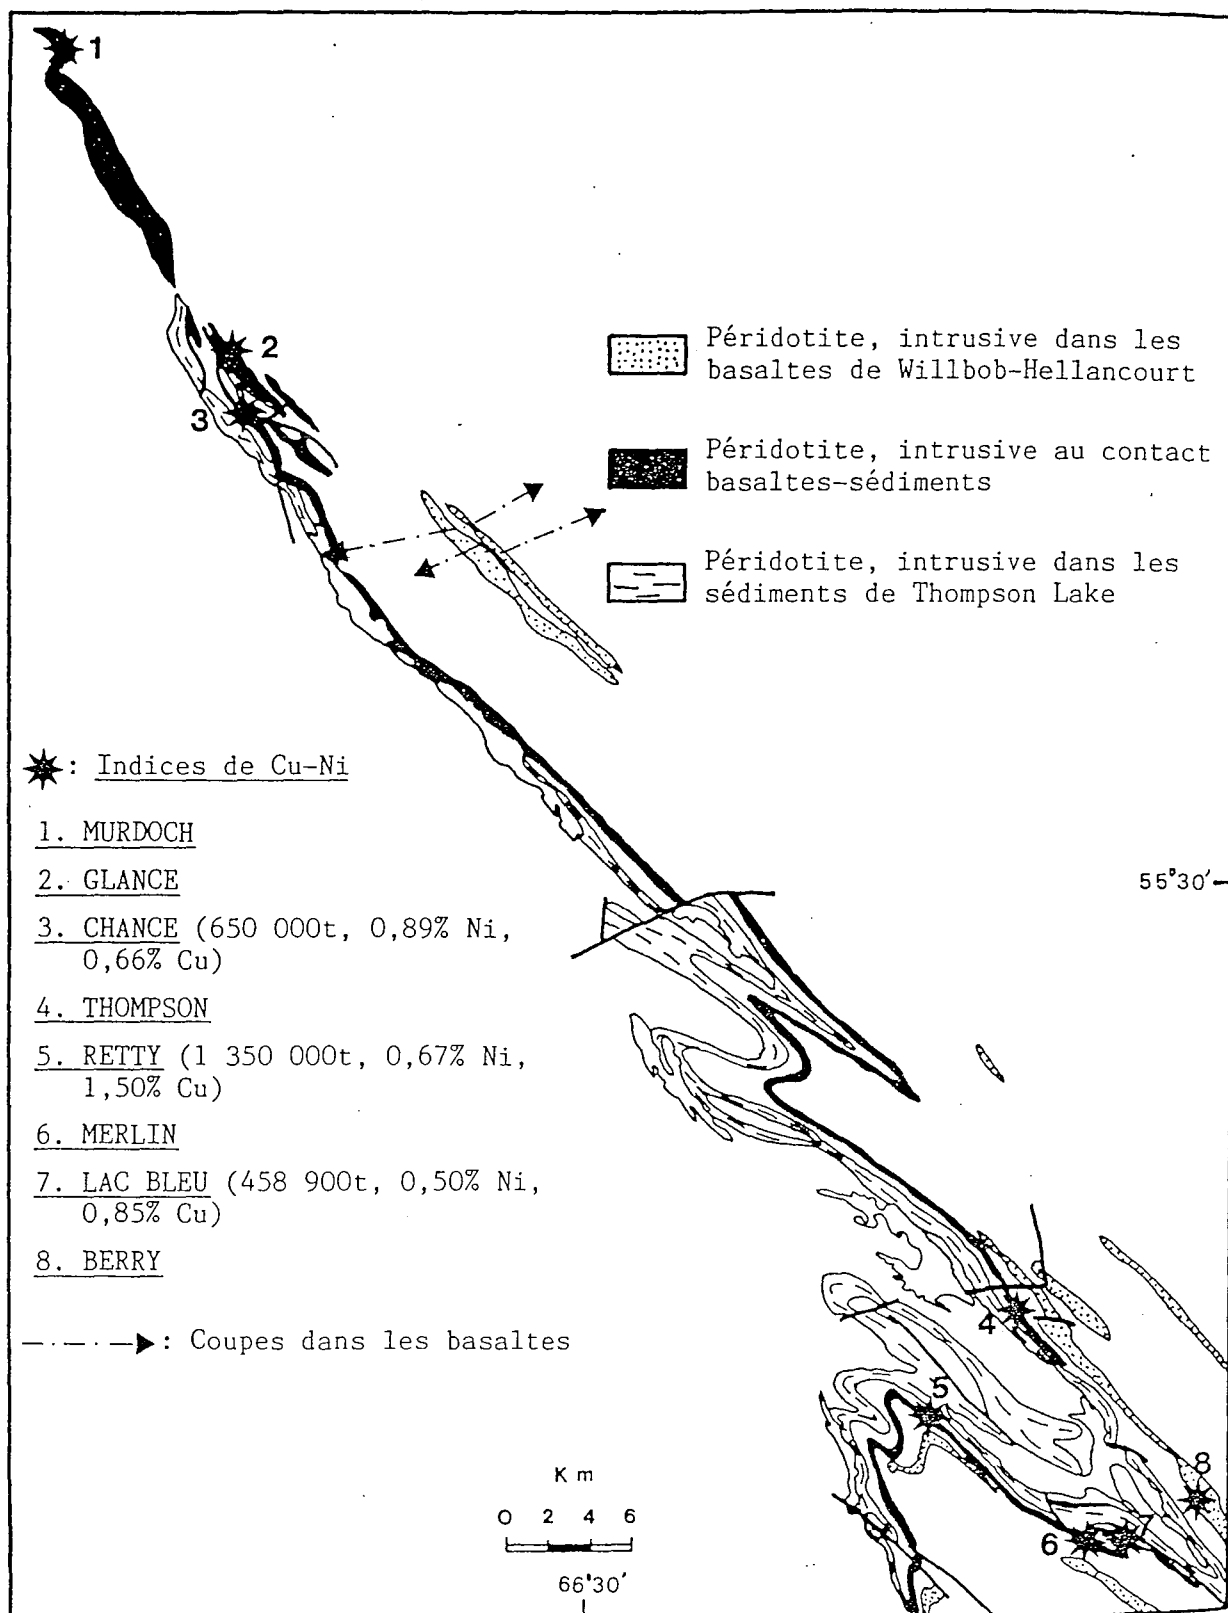 1
2
3
Péridotite, intrusive dans les
basaltes de Willbob-Hellancourt
Péridotite, intrusive au contact
basaltes-sédiments
Péridotite, intrusive dans les
sédiments de Thompson Lake
: Indices de Cu-Ni
1. MURDOCH
2. GLANCE
3. CHANCE (650 000t, 0,89% Ni,
0,66% Cu)
4. THOMPSON
5. RETTY (1 350 000t, 0,67% Ni,
1,50% Cu)
6. MERLIN
7. LAC BLEU (458 900t, 0,50% Ni,
0,85% Cu)
8. BERRY
: Coupes dans les basaltes
55°30'
4
5
8
6
7
Km
0 2 4 6
66°30'